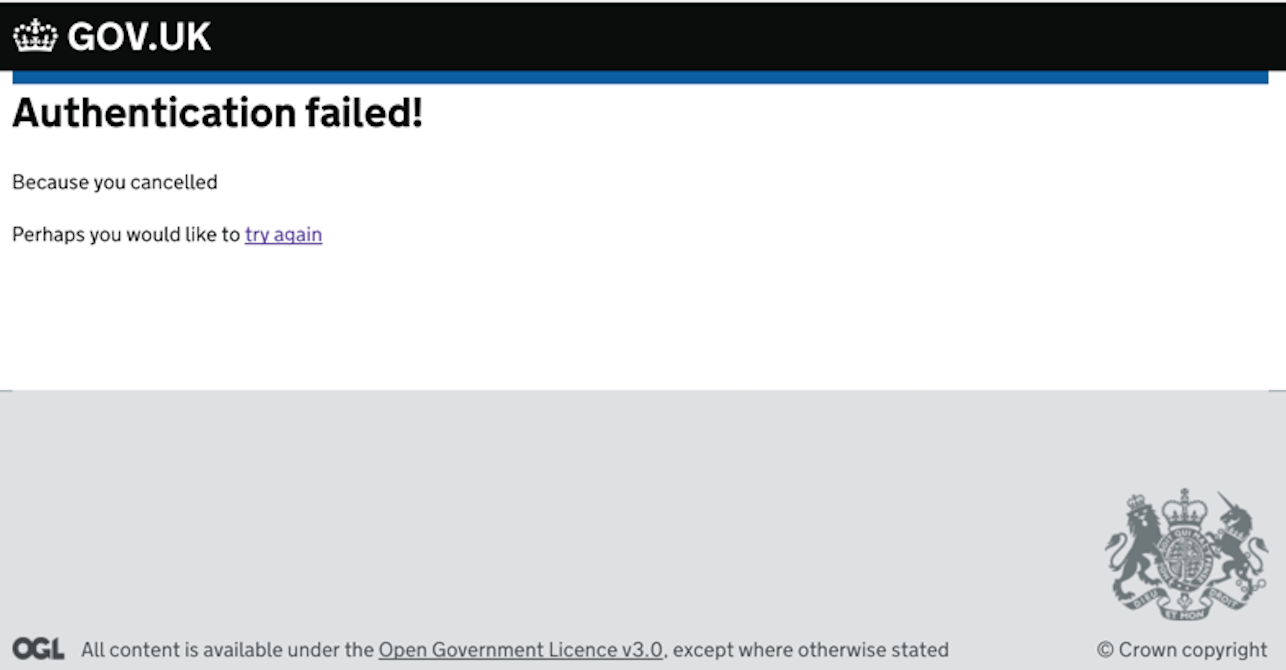 GOV.UK
Authentication failed!
Because you cancelled
Perhaps you would like to try again
DIEU ET MON DROIT
OGL All content is available under the Open Government Licence v3.0, except where otherwise stated
© Crown copyright